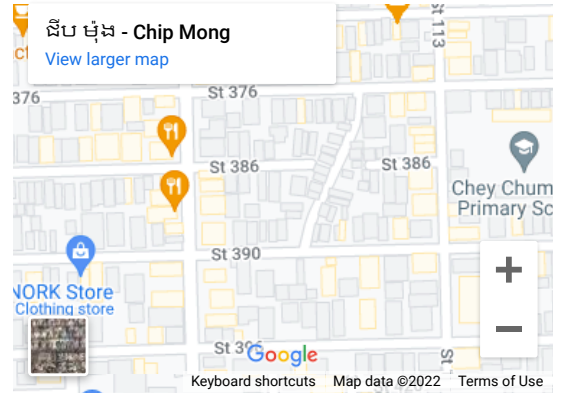 ជីប ម៉ុង - Chip Mong
View larger map
St 113
376
St 376
St 386
St 386
Chey Chum
Primary Sc
St 390
NORK Store
Clothing store
St 39
Google
St
Keyboard shortcuts
Map data ©2022
Terms of Use